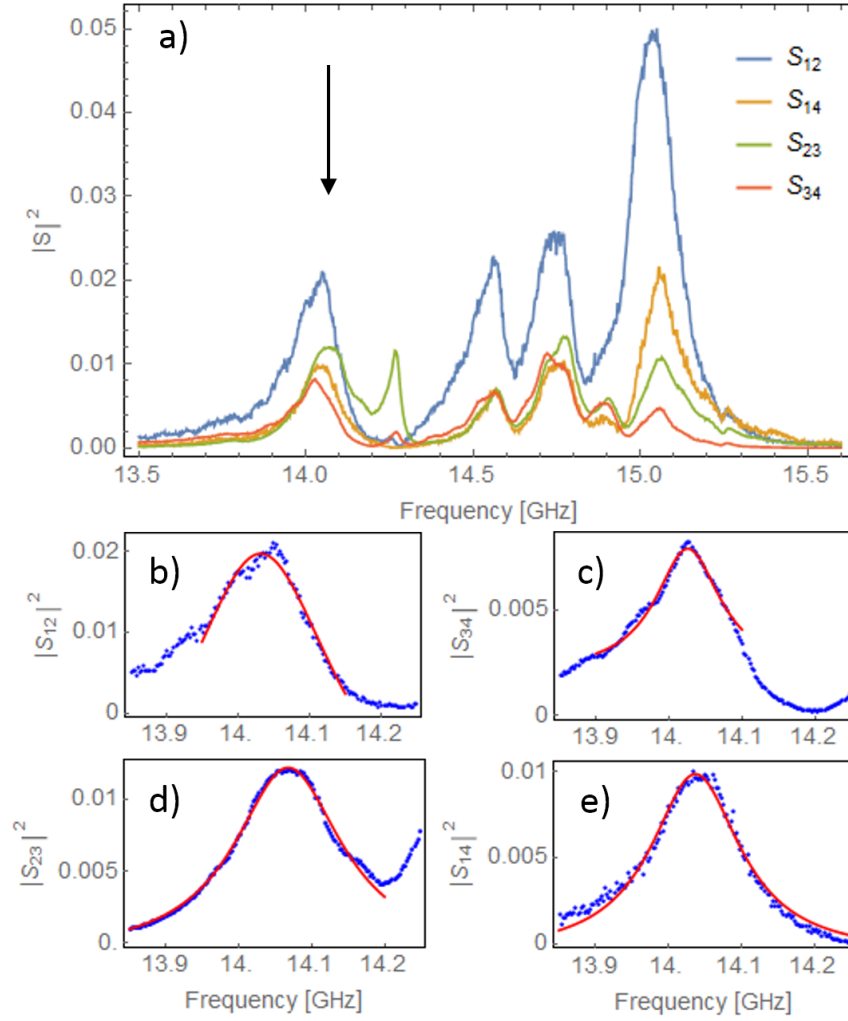 a)
S12
S14
S23
S34
0.05
0.04
0.03
0.02
0.01
0.00
|S|2
13.5 14.0 14.5 15.0 15.5
Frequency [GHz]
b)
|S12|2
0.02
0.01
0
13.9 14. 14.1 14.2
c)
|S34|2
0.005
0
13.9 14. 14.1 14.2
d)
|S23|2
0.01
0.005
0.
13.9 14. 14.1 14.2
Frequency [GHz]
e)
|S14|2
0.01
0.005
0
13.9 14. 14.1 14.2
Frequency [GHz]